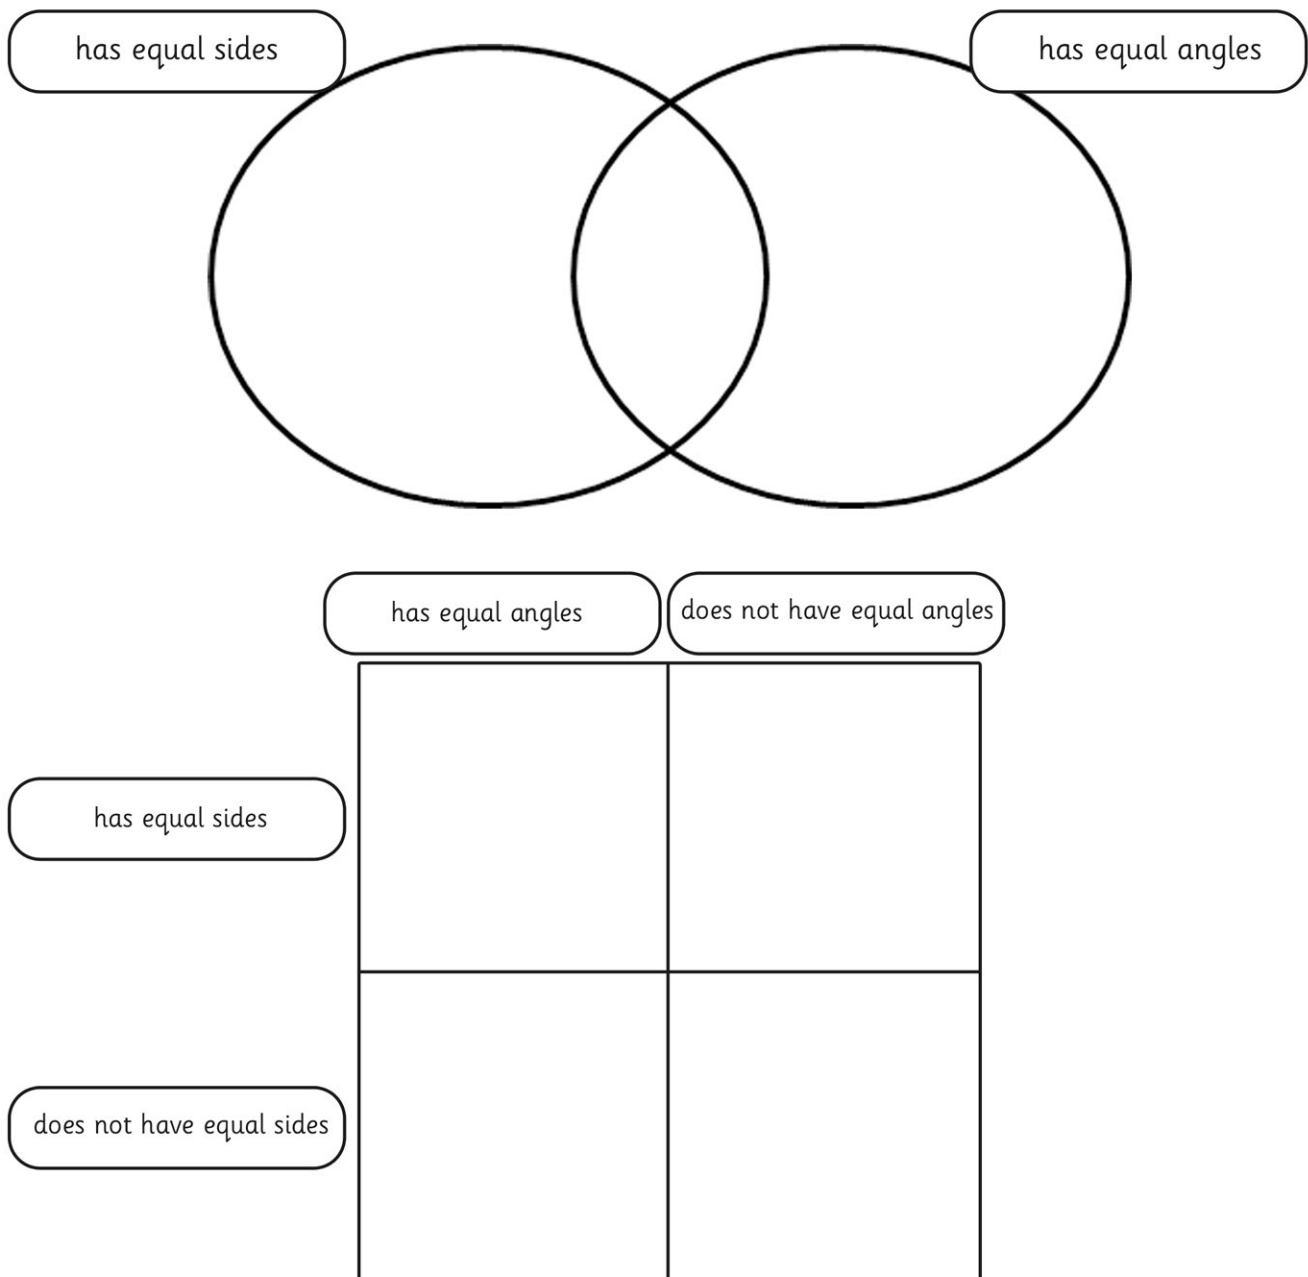 has equal sides
has equal angles
has equal angles
does not have equal angles
has equal sides
does not have equal sides